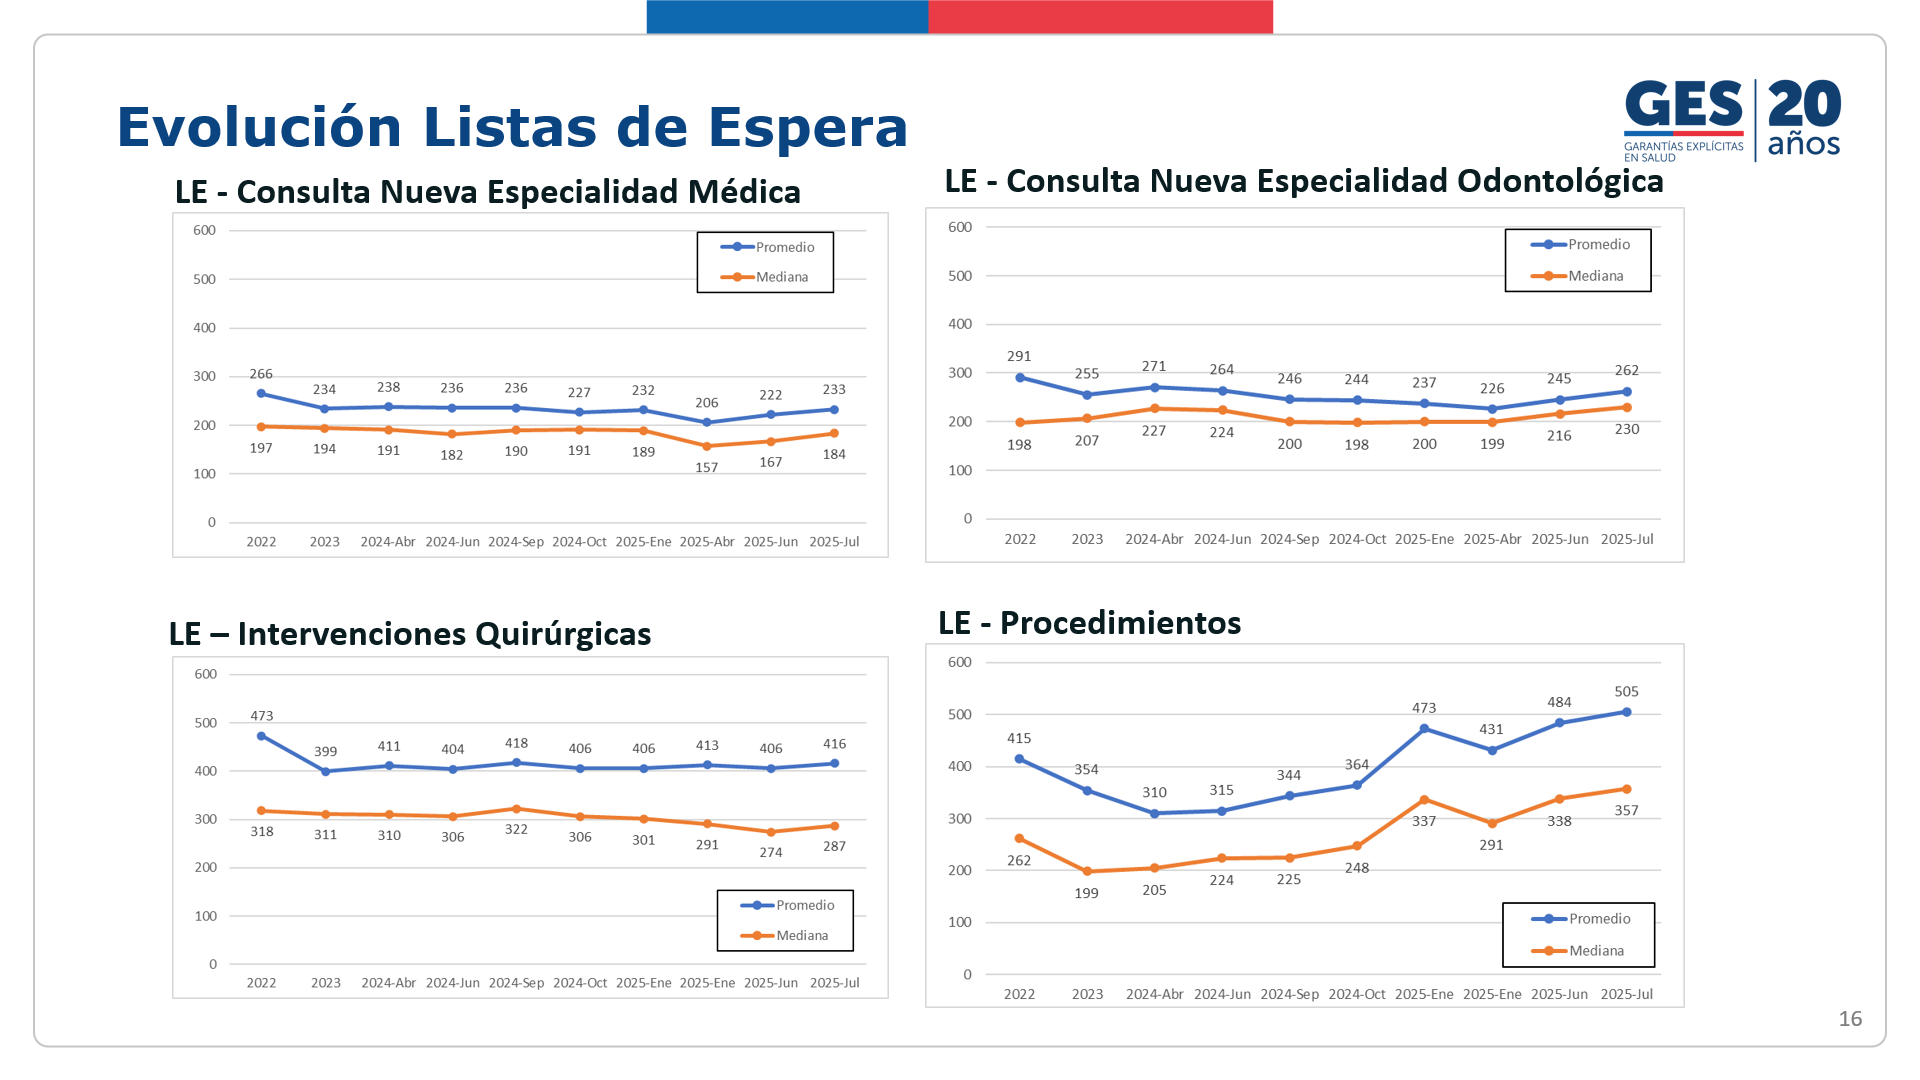 Evolución Listas de Espera
GES 20 años
GARANTÍAS EXPLÍCITAS
EN SALUD
LE - Consulta Nueva Especialidad Médica
600
500
400
300
200
100
0
Promedio
Mediana
266 234 238 236 236 227 232 206 222 233
197 194 191 182 190 191 189 157 167 184
2022 2023 2024-Abr 2024-Jun 2024-Sep 2024-Oct 2025-Ene 2025-Abr 2025-Jun 2025-Jul
LE - Consulta Nueva Especialidad Odontológica
600
500
400
300
200
100
0
Promedio
Mediana
291 255 271 264 246 244 237 226 245 262
198 207 227 224 200 198 200 199 216 230
2022 2023 2024-Abr 2024-Jun 2024-Sep 2024-Oct 2025-Ene 2025-Abr 2025-Jun 2025-Jul
LE – Intervenciones Quirúrgicas
600
500
400
300
200
100
0
473 399 411 404 418 406 406 413 406 416
318 311 310 306 322 306 301 291 274 287
Promedio
Mediana
2022 2023 2024-Abr 2024-Jun 2024-Sep 2024-Oct 2025-Ene 2025-Ene 2025-Jun 2025-Jul
LE - Procedimientos
600
500
400
300
200
100
0
415 354 310 315 344 364 473 431 484 505
262 199 205 224 225 248 337 291 338 357
Promedio
Mediana
2022 2023 2024-Abr 2024-Jun 2024-Sep 2024-Oct 2025-Ene 2025-Ene 2025-Jun 2025-Jul
16